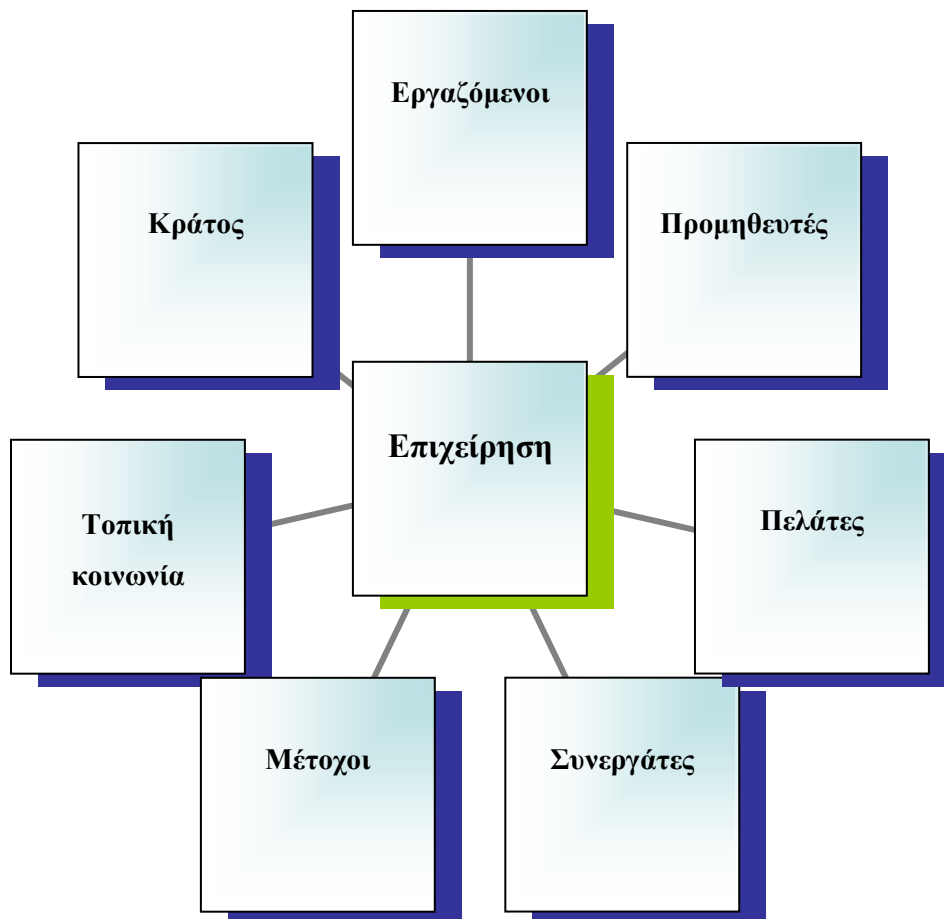 Εργαζόμενοι
Κράτος
Προμηθευτές
Επιχείρηση
Τοπική
κοινωνία
Πελάτες
Μέτοχοι
Συνεργάτες